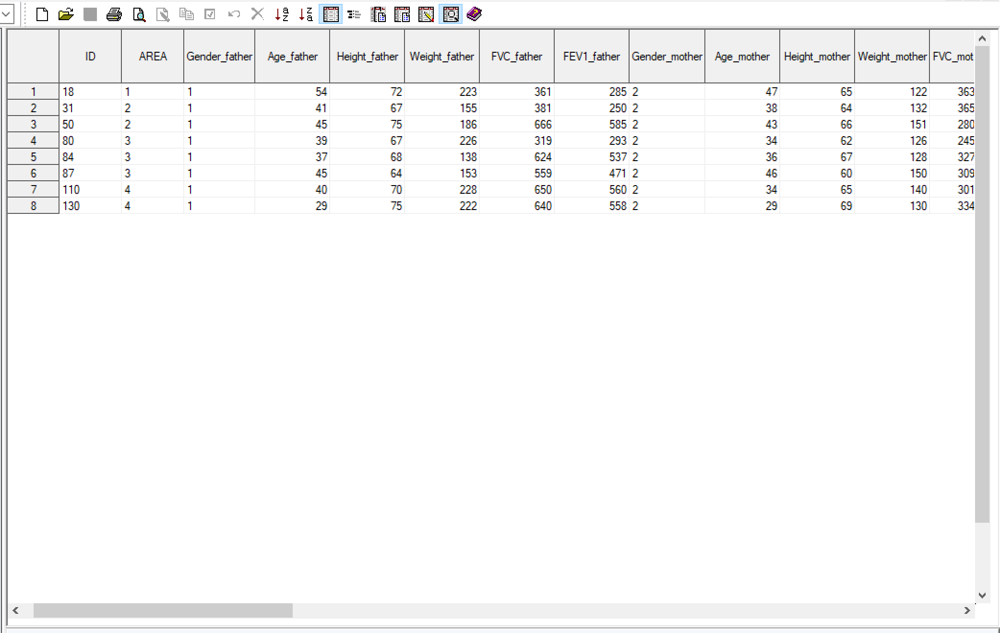 ID AREA Gender_father Age_father Height_father Weight_father FVC_father FEV1_father Gender_mother Age_mother Height_mother Weight_mother FVC_mot
1 18 1 1 54 72 223 361 285 2 47 65 122 363
2 31 2 1 41 67 155 381 250 2 38 64 132 365
3 50 2 1 45 75 186 666 585 2 43 66 151 280
4 80 3 1 39 67 226 319 293 2 34 62 126 245
5 84 3 1 37 68 138 624 537 2 36 67 128 327
6 87 3 1 45 64 153 559 471 2 46 60 150 309
7 110 4 1 40 70 228 650 560 2 34 65 140 301
8 130 4 1 29 75 222 640 558 2 29 69 130 334